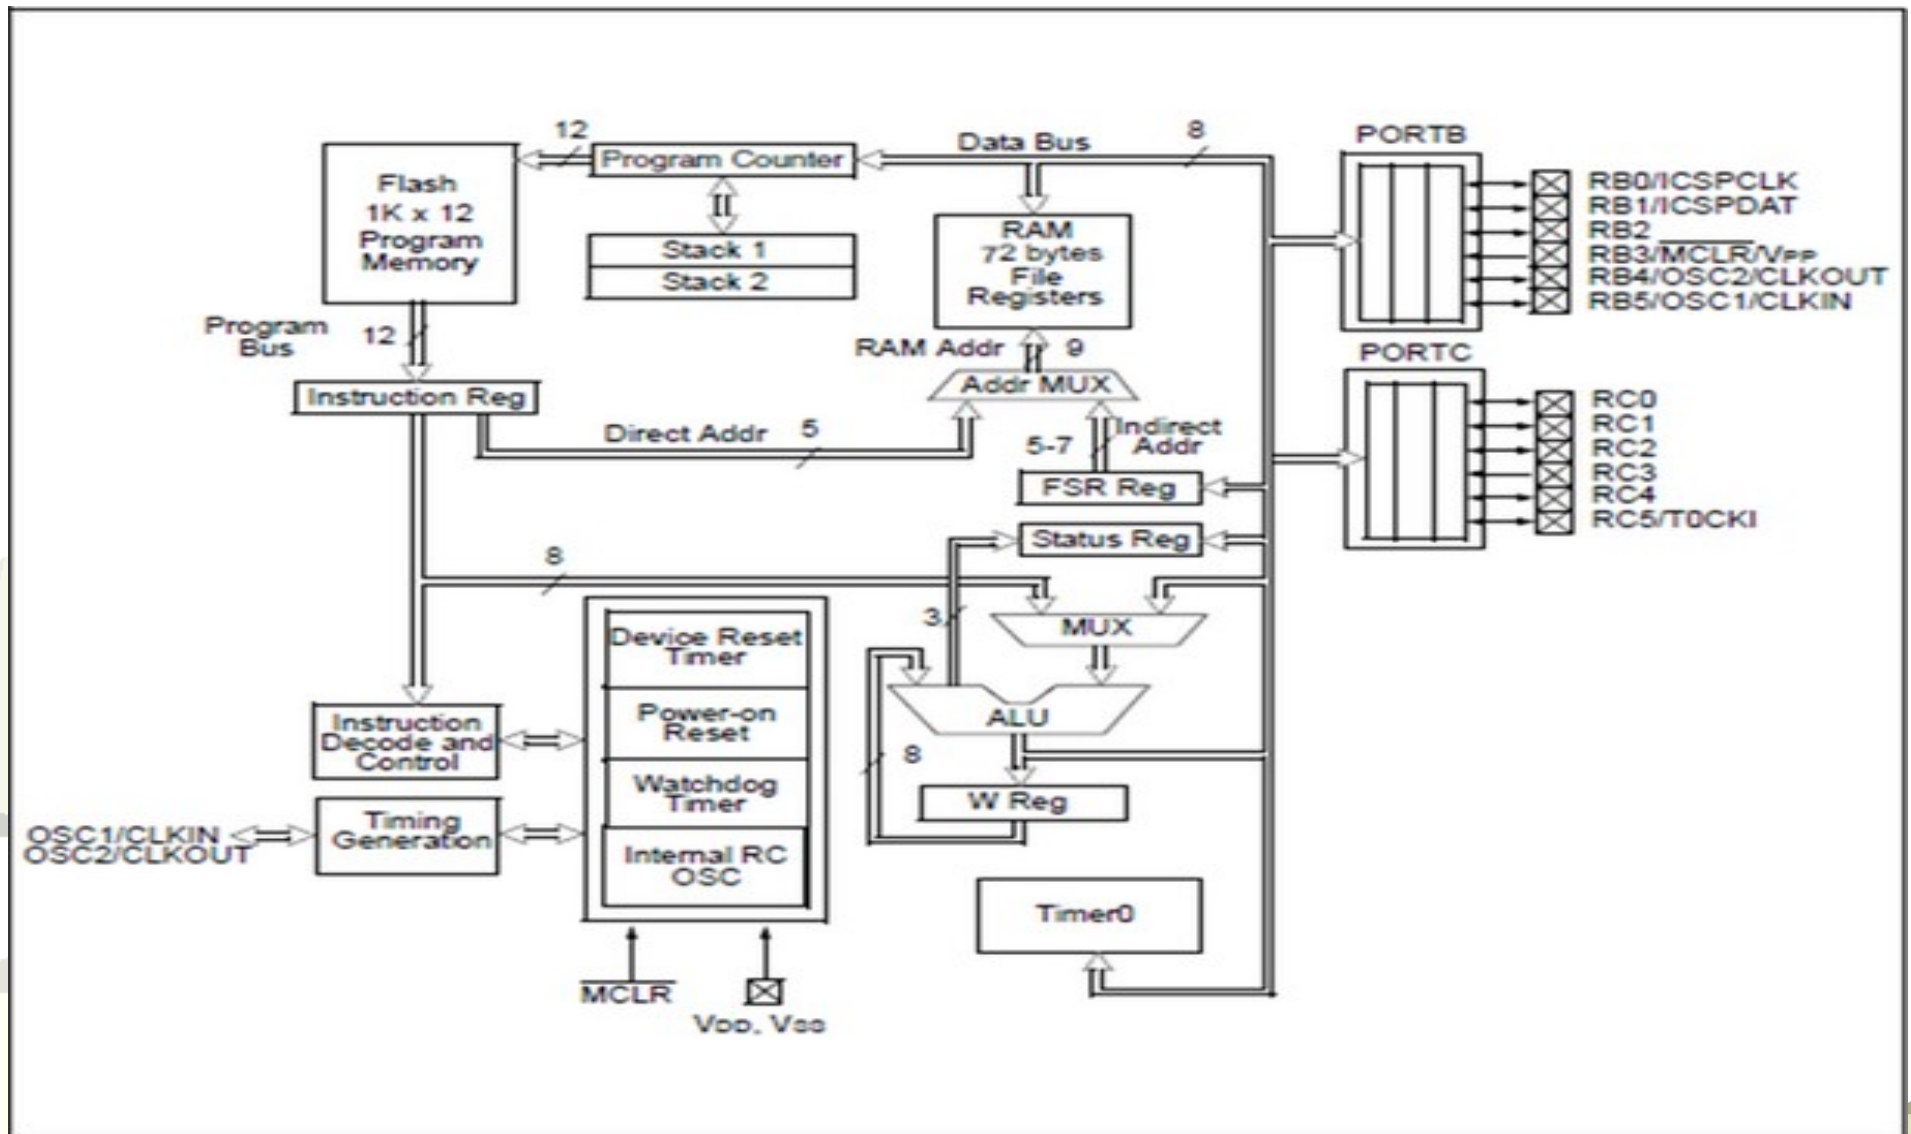 12
Program Counter
Data Bus
8
PORTB
Flash
1K x 12
Program
Memory
Stack 1
Stack 2
RAM
72 bytes
File
Registers
RB0/ICSPCLK
RB1/ICSPDAT
RB2
RB3/MCLR/VPP
RB4/OSC2/CLKOUT
RB5/OSC1/CLKIN
Program
Bus
12
RAM Addr
9
PORTC
Instruction Reg
Addr MUX
Direct Addr
5
5-7
Indirect
Addr
FSR Reg
RC0
RC1
RC2
RC3
RC4
RC5/T0CKI
Status Reg
8
3
MUX
Device Reset
Timer
Power-on
Reset
Watchdog
Timer
Internal RC
OSC
ALU
8
W Reg
Instruction
Decode and
Control
Timing
Generation
OSC1/CLKIN
OSC2/CLKOUT
Timer0
MCLR
VDD, VSS